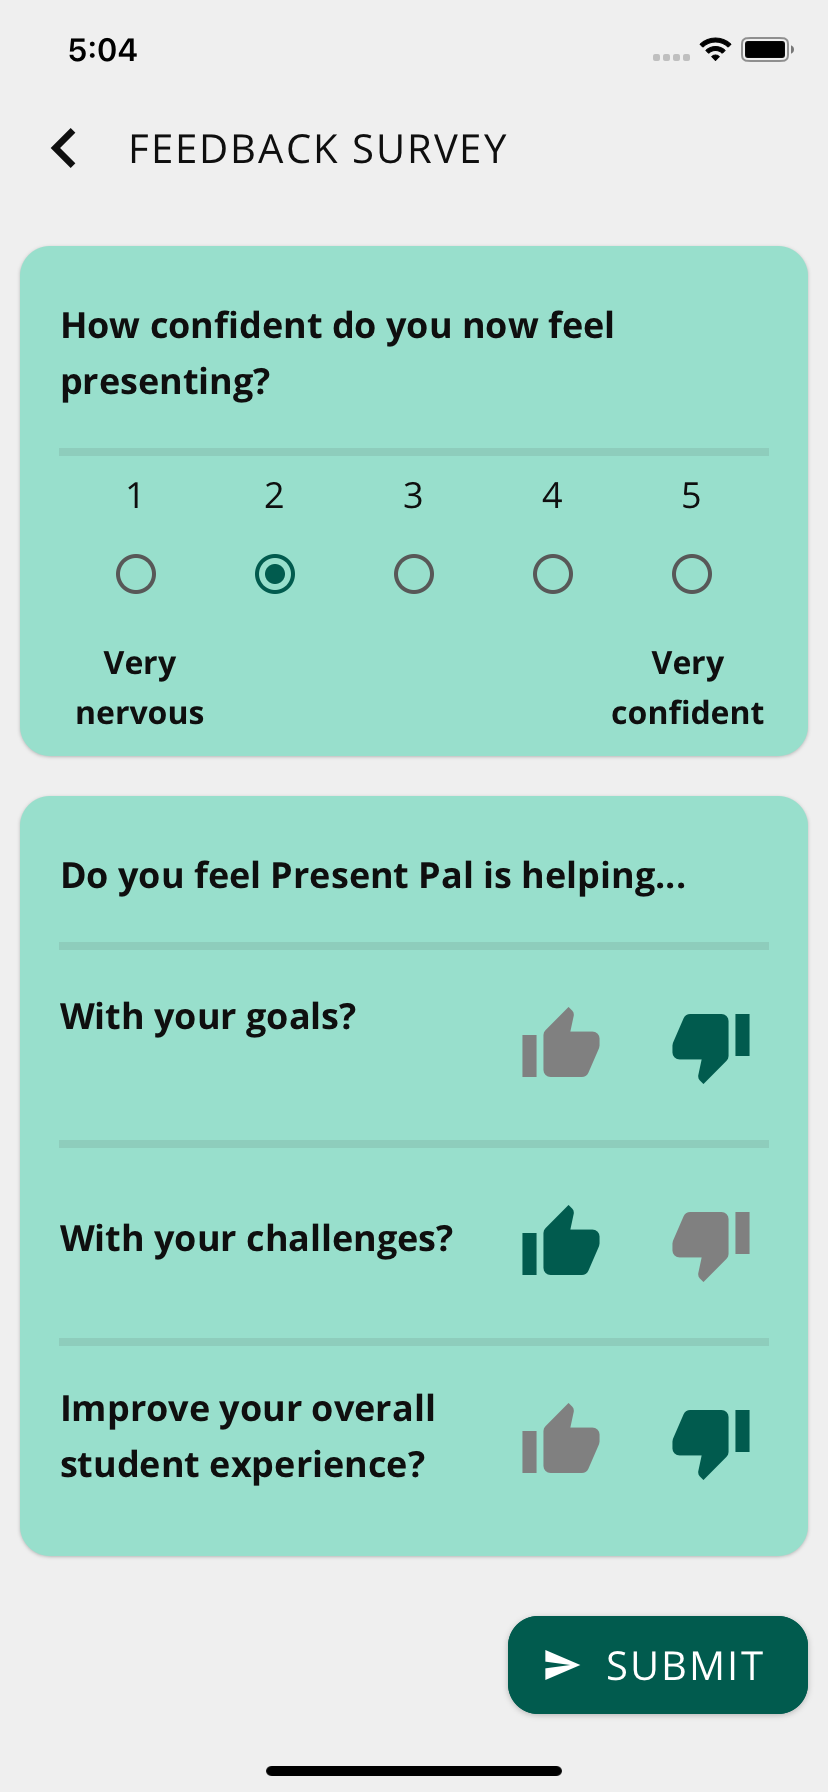 5:04
FEEDBACK SURVEY
How confident do you now feel
presenting?
1 2 3 4 5
Very
nervous
Very
confident
Do you feel Present Pal is helping...
With your goals?
With your challenges?
Improve your overall
student experience?
SUBMIT